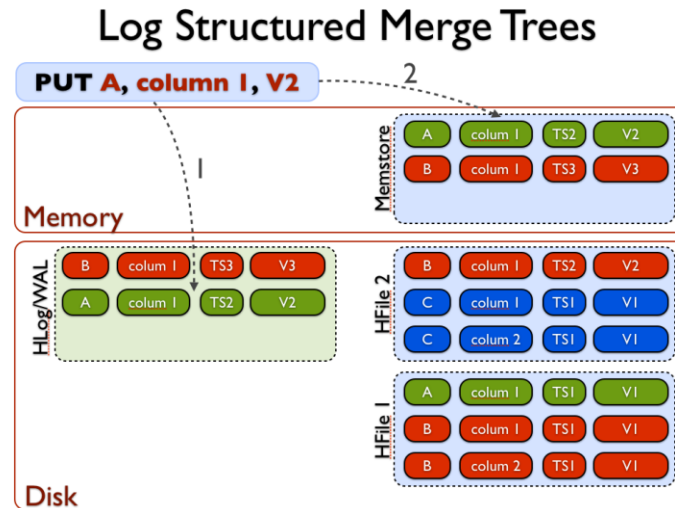 Log Structured Merge Trees
PUT A, column 1, V2
2
1
Memory
Memstore
A colum 1 TS2 V2
B colum 1 TS3 V3
Disk
HLog/WAL
B colum 1 TS3 V3
A colum 1 TS2 V2
HFile 2
B colum 1 TS2 V2
C colum 1 TS1 V1
C colum 2 TS1 V1
HFile 1
A colum 1 TS1 V1
B colum 1 TS1 V1
B colum 2 TS1 V1